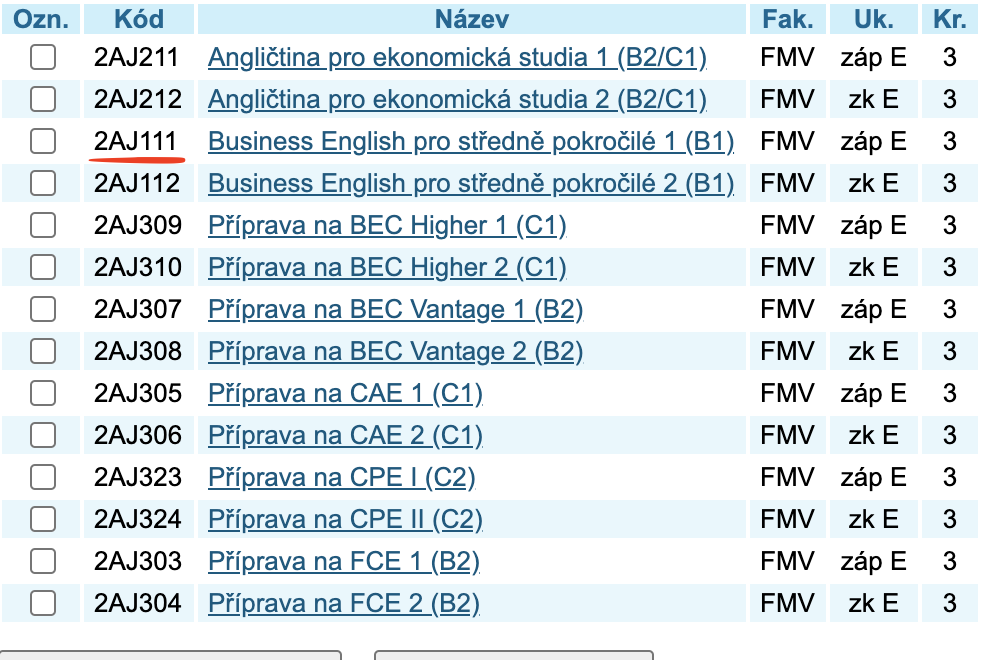 Ozn. Kód Název Fak. Uk. Kr.
2AJ211 Angličtina pro ekonomická studia 1 (B2/C1) FMV záp E 3
2AJ212 Angličtina pro ekonomická studia 2 (B2/C1) FMV zk E 3
2AJ111 Business English pro středně pokročilé 1 (B1) FMV záp E 3
2AJ112 Business English pro středně pokročilé 2 (B1) FMV zk E 3
2AJ309 Příprava na BEC Higher 1 (C1) FMV záp E 3
2AJ310 Příprava na BEC Higher 2 (C1) FMV zk E 3
2AJ307 Příprava na BEC Vantage 1 (B2) FMV záp E 3
2AJ308 Příprava na BEC Vantage 2 (B2) FMV zk E 3
2AJ305 Příprava na CAE 1 (C1) FMV záp E 3
2AJ306 Příprava na CAE 2 (C1) FMV zk E 3
2AJ323 Příprava na CPE I (C2) FMV záp E 3
2AJ324 Příprava na CPE II (C2) FMV zk E 3
2AJ303 Příprava na FCE 1 (B2) FMV záp E 3
2AJ304 Příprava na FCE 2 (B2) FMV zk E 3